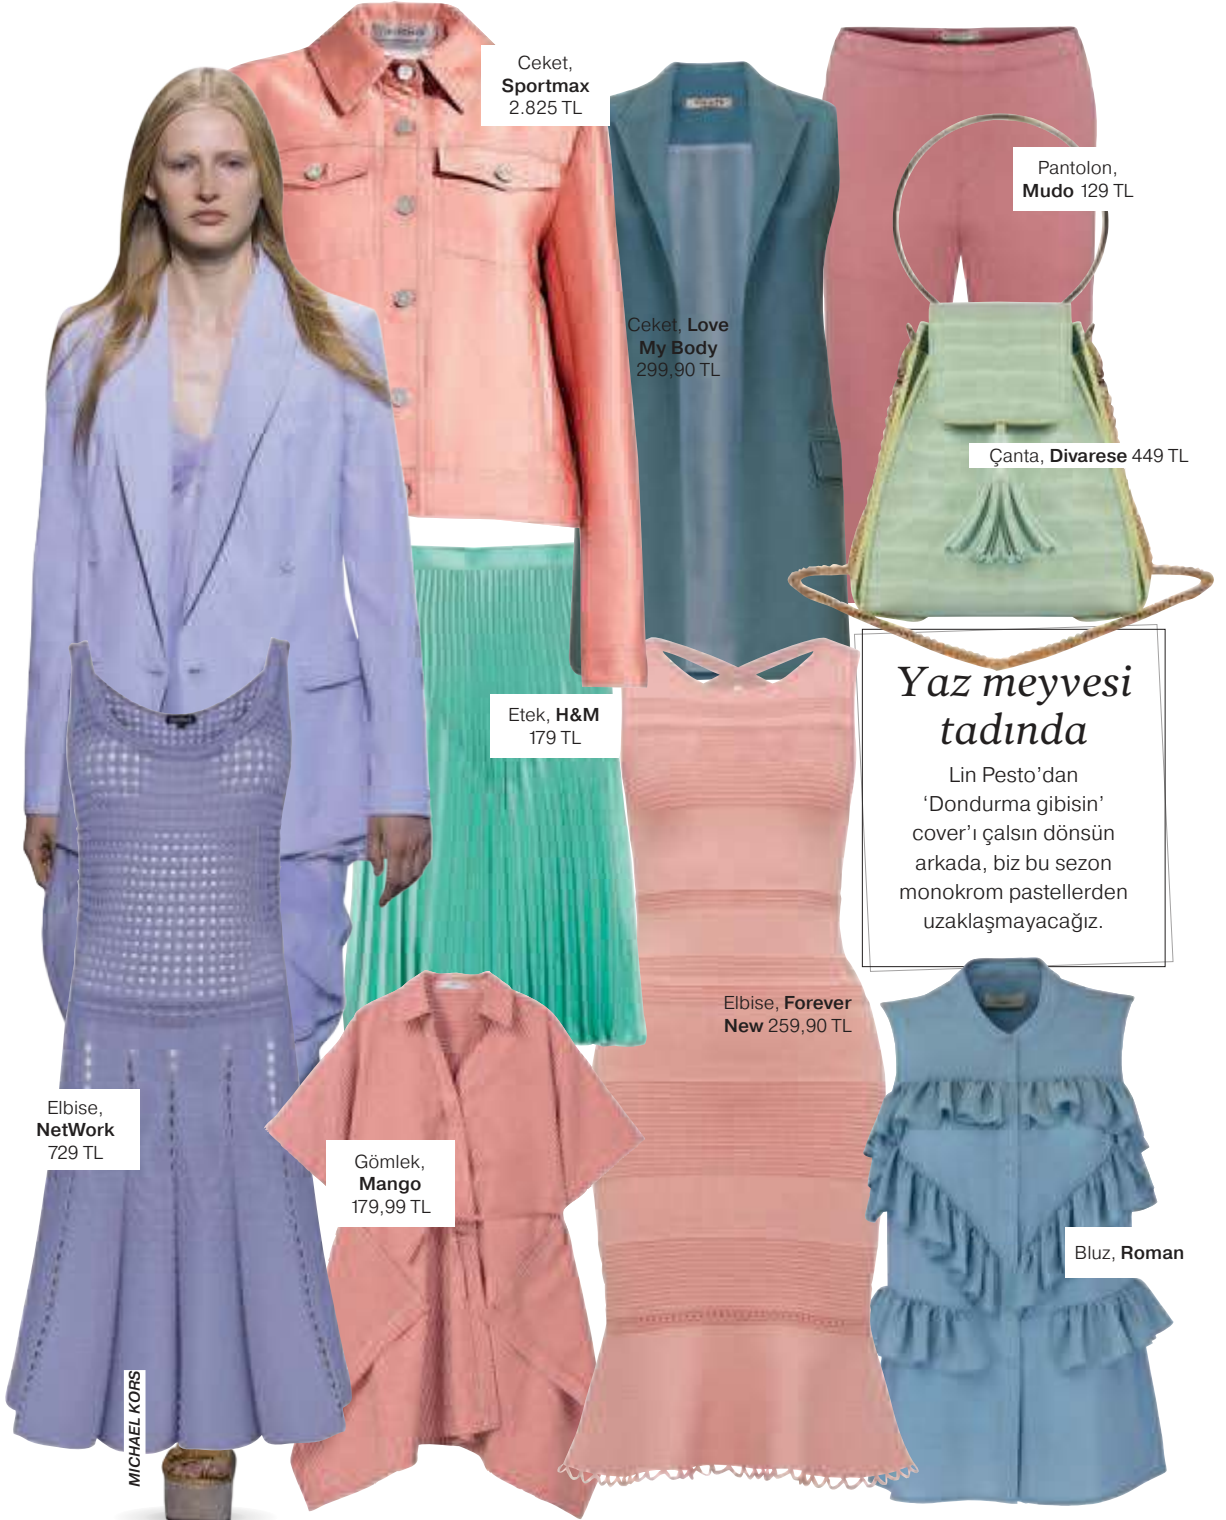 Ceket,
Sportmax
2.825 TL
Pantolon,
Mudo 129 TL
Ceket, Love
My Body
299,90 TL
Çanta, Divarese 449 TL
Etek, H&M
179 TL
Yaz meyvesi
tadında
Lin Pesto’dan
‘Dondurma gibisin’
cover’ı çalsın dönsün
arkada, biz bu sezon
monokrom pastellerden
uzaklaşmayacağız.
Elbise, Forever
New 259,90 TL
Elbise,
NetWork
729 TL
Gömlek,
Mango
179,99 TL
Bluz, Roman
MICHAEL KORS